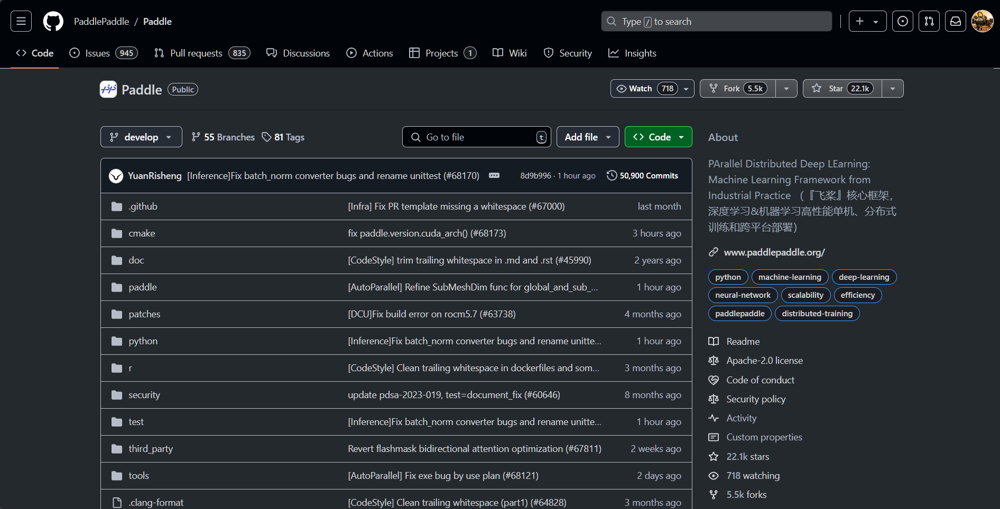 PaddlePaddle / Paddle
Type / to search
Code Issues 945 Pull requests 835 Discussions Actions Projects 1 Wiki Security Insights
Paddle Public
Watch 718 Fork 5.5k Star 22.1k
develop 55 Branches 81 Tags Go to file t Add file Code
YuanRisheng [Inference]Fix batch_norm converter bugs and rename unittest (#68170) 8d9b996 · 1 hour ago 50,900 Commits
.github [Infra] Fix PR template missing a whitespace (#67000) last month
cmake fix paddle.version.cuda_arch() (#68173) 3 hours ago
doc [CodeStyle] trim trailing whitespace in .md and .rst (#45990) 2 years ago
paddle [AutoParallel] Refine SubMeshDim func for global_and_sub_... 1 hour ago
patches [DCU]Fix build error on rocm5.7 (#63738) 4 months ago
python [Inference]Fix batch_norm converter bugs and rename unitte... 1 hour ago
r [CodeStyle] Clean trailing whitespace in dockerfiles and som... 3 months ago
security update pdsa-2023-019, test=document_fix (#60646) 8 months ago
test [Inference]Fix batch_norm converter bugs and rename unitte... 1 hour ago
third_party Revert flashmask bidirectional attention optimization (#67811) 2 weeks ago
tools [AutoParallel] Fix exe bug by use plan (#68121) 2 days ago
.clang-format [CodeStyle] Clean trailing whitespace (part1) (#64828) 3 months ago
About
PArallel Distributed Deep LEarning:
Machine Learning Framework from
Industrial Practice （『飞桨』核心框架，
深度学习&机器学习高性能单机、分布式
训练和跨平台部署）
www.paddlepaddle.org/
python machine-learning deep-learning
neural-network scalability efficiency
paddlepaddle distributed-training
Readme
Apache-2.0 license
Code of conduct
Security policy
Activity
Custom properties
22.1k stars
718 watching
5.5k forks